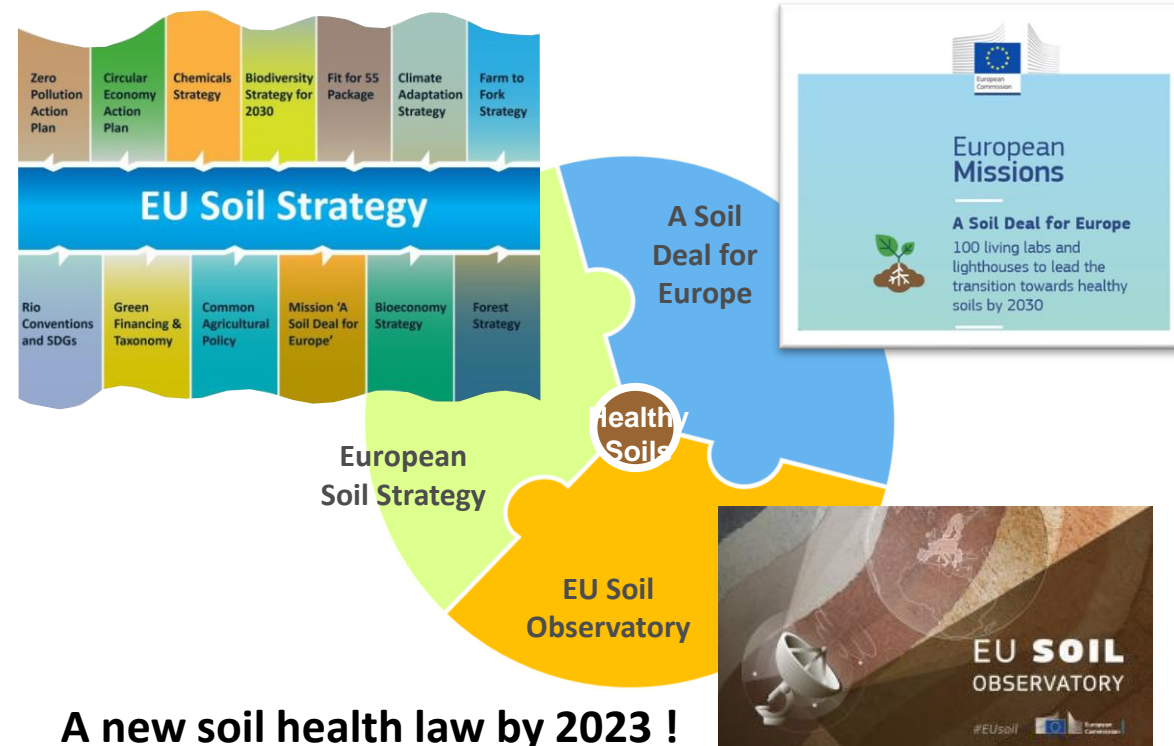 Zero
Pollution
Action
Plan
Circular
Economy
Action
Plan
Chemicals
Strategy
Biodiversity
Strategy for
2030
Fit for 55
Package
Climate
Adaptation
Strategy
Farm to
Fork
Strategy
EU Soil Strategy
Rio
Conventions
and SDGs
Green
Financing &
Taxonomy
Common
Agricultural
Policy
Mission 'A
Soil Deal for
Europe'
Bioeconomy
Strategy
Forest
Strategy
European
Commission
European
Missions
A Soil Deal for Europe
100 living labs and
lighthouses to lead the
transition towards healthy
soils by 2030
A Soil
Deal for
Europe
Healthy
Soils
European
Soil Strategy
EU Soil
Observatory
EU SOIL
OBSERVATORY
#EUsoil
European
Commission
A new soil health law by 2023 !